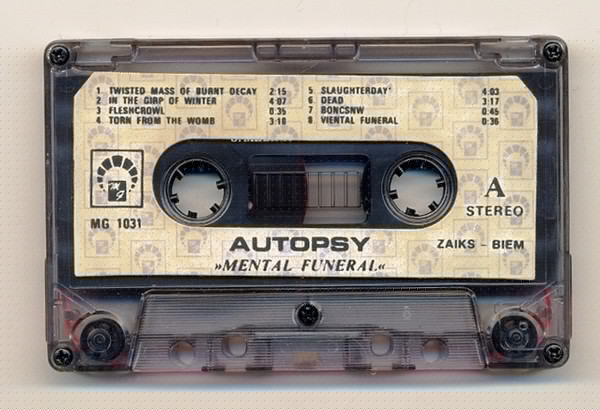 1 TWISTED MASS OF BURNT DECAY 2:15
2 IN THE GIRP OF WINTER 4:07
3 FLESHCROWL 0:35
4 TORN FROM THE WOMB 3:18
5 SLAUGHTERDAY' 4:03
6 DEAD 3:17
7 BONCSNW 0:45
8 VIENTAL FUNERAL 0:36
MG
MG 1031
A
STEREO
AUTOPSY
ZAIKS – BIEM
»MENTAL FUNERAL«